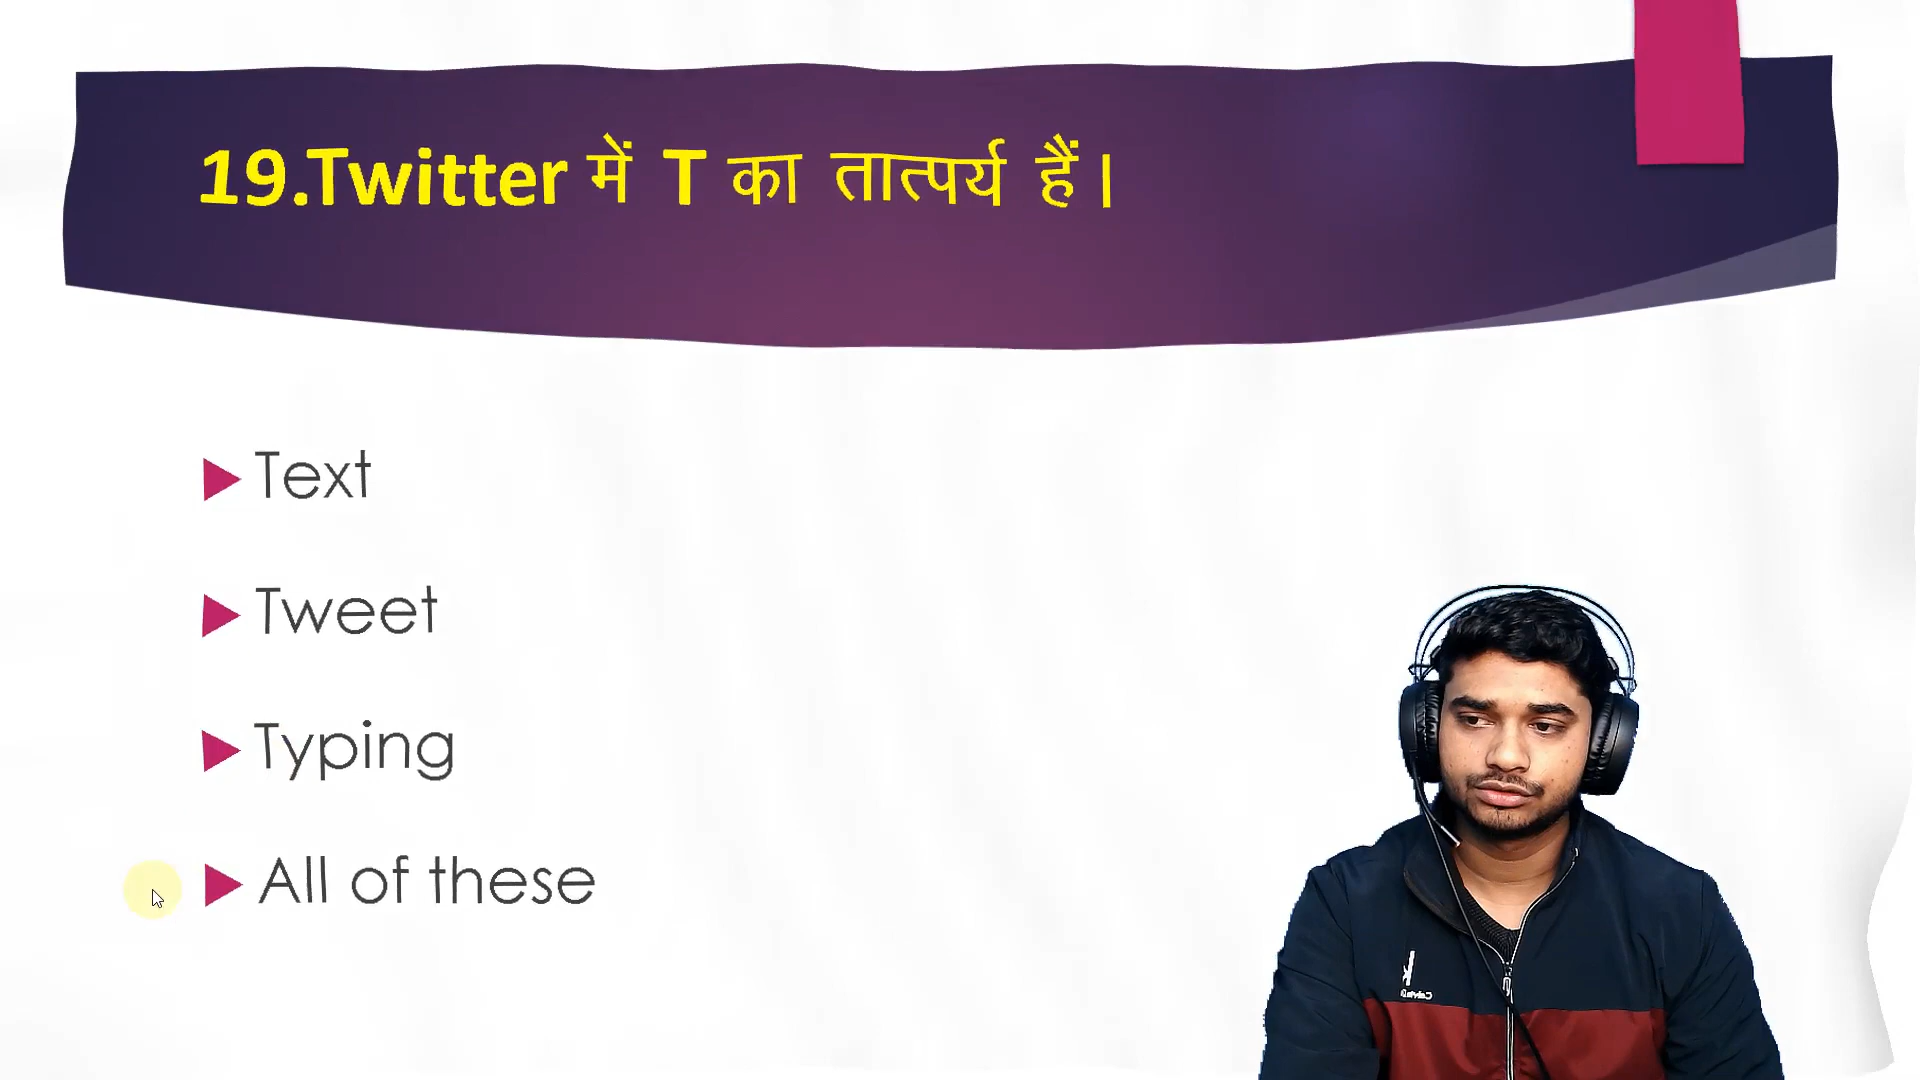 19.Twitter में T का तात्पर्य हैं।
Text
Tweet
Typing
All of these